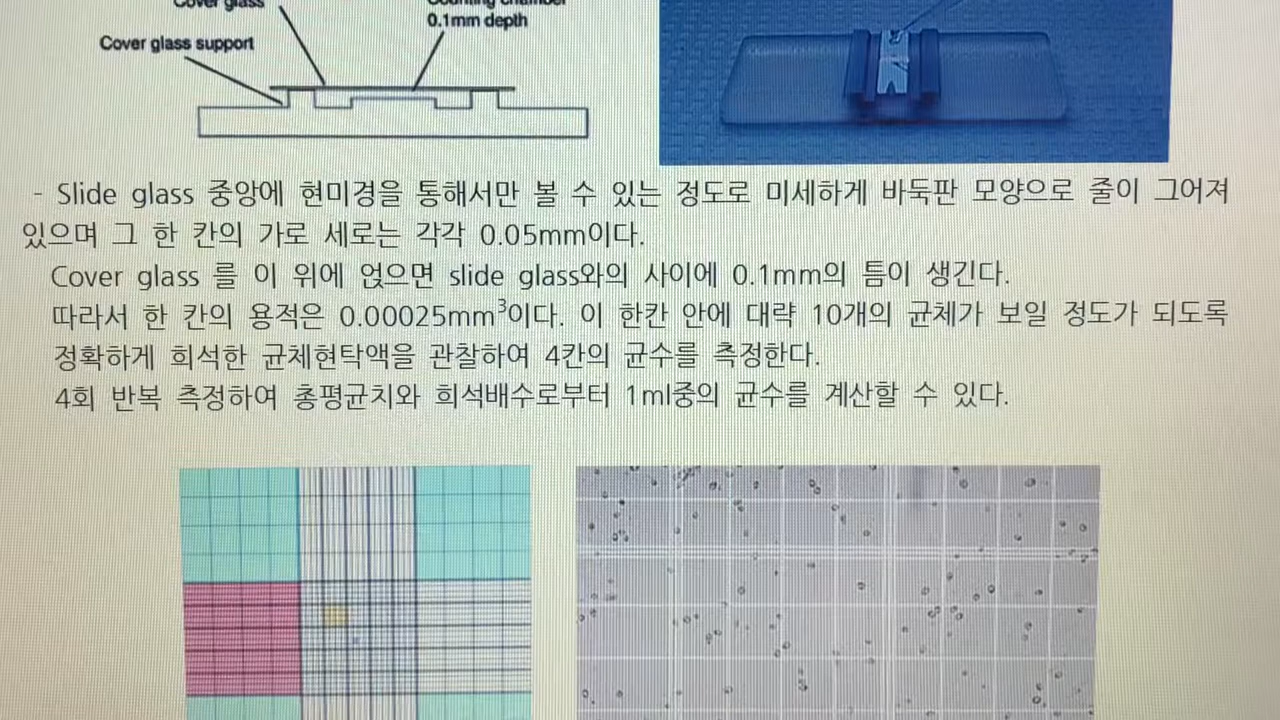 Cover glass
Counting chamber
0.1mm depth
Cover glass support
- Slide glass 중앙에 현미경을 통해서만 볼 수 있는 정도로 미세하게 바둑판 모양으로 줄이 그어져
있으며 그 한 칸의 가로 세로는 각각 0.05mm이다.
Cover glass 를 이 위에 얹으면 slide glass와의 사이에 0.1mm의 틈이 생긴다.
따라서 한 칸의 용적은 0.00025mm³이다. 이 한칸 안에 대략 10개의 균체가 보일 정도가 되도록
정확하게 희석한 균체현탁액을 관찰하여 4칸의 균수를 측정한다.
4회 반복 측정하여 총평균치와 희석배수로부터 1ml중의 균수를 계산할 수 있다.